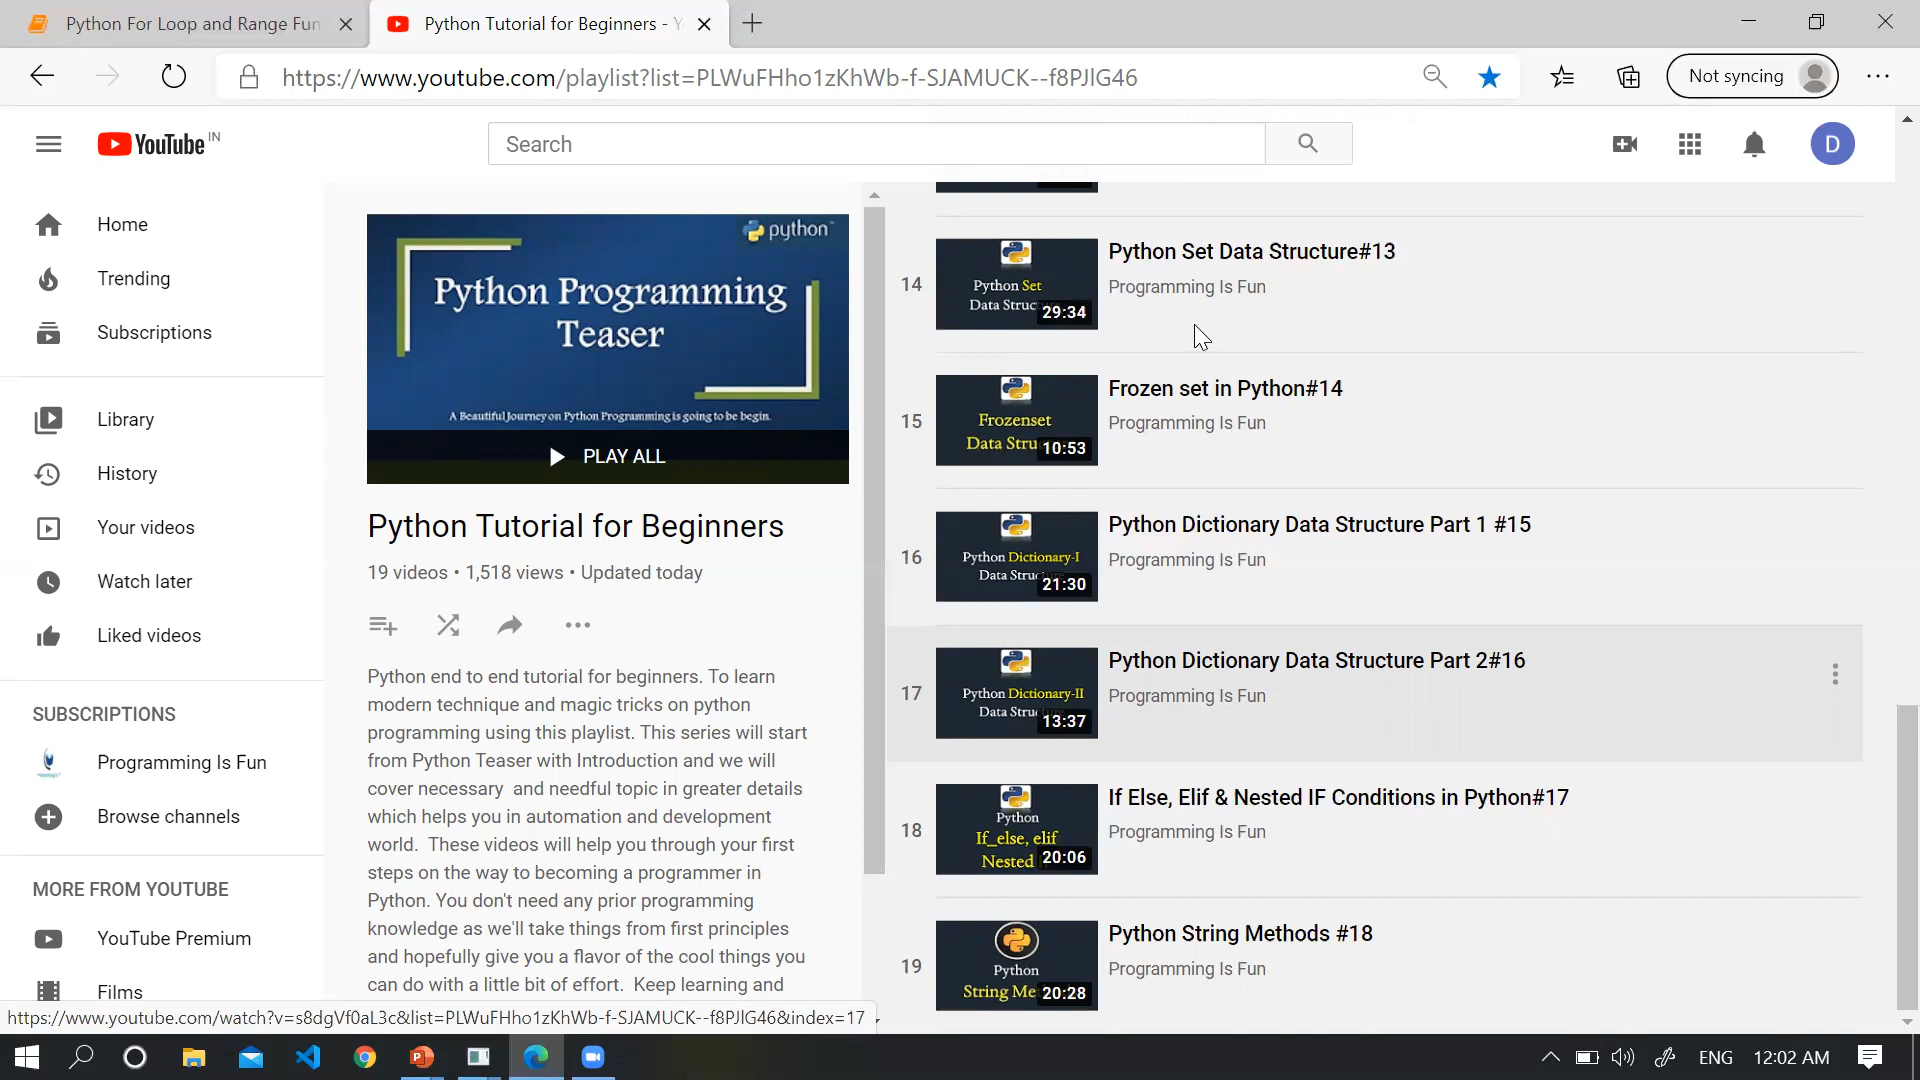 Python For Loop and Range Fun
Python Tutorial for Beginners - Y
https://www.youtube.com/playlist?list=PLWuFHho1zKhWb-f-SJAMUCK--f8PJlG46
Not syncing
YouTube IN
Search
D
Home
Trending
Subscriptions
Library
History
Your videos
Watch later
Liked videos
SUBSCRIPTIONS
Programming Is Fun
Browse channels
MORE FROM YOUTUBE
YouTube Premium
Films
python
Python Programming
Teaser
A Beautiful Journey on Python Programming is going to be begin.
PLAY ALL
Python Tutorial for Beginners
19 videos • 1,518 views • Updated today
Python end to end tutorial for beginners. To learn
modern technique and magic tricks on python
programming using this playlist. This series will start
from Python Teaser with Introduction and we will
cover necessary and needful topic in greater details
which helps you in automation and development
world. These videos will help you through your first
steps on the way to becoming a programmer in
Python. You don't need any prior programming
knowledge as we'll take things from first principles
and hopefully give you a flavor of the cool things you
can do with a little bit of effort. Keep learning and
14
Python Set
Data Struc
29:34
Python Set Data Structure#13
Programming Is Fun
15
Frozenset
Data Stru
10:53
Frozen set in Python#14
Programming Is Fun
16
Python Dictionary-I
Data Struc
21:30
Python Dictionary Data Structure Part 1 #15
Programming Is Fun
17
Python Dictionary-II
Data Stru
13:37
Python Dictionary Data Structure Part 2#16
Programming Is Fun
18
Python
If_else, elif
Nested
20:06
If Else, Elif & Nested IF Conditions in Python#17
Programming Is Fun
19
Python
String Me
20:28
Python String Methods #18
Programming Is Fun
https://www.youtube.com/watch?v=s8dgVf0aL3c&list=PLWuFHho1zKhWb-f-SJAMUCK--f8PJlG46&index=17
ENG
12:02 AM